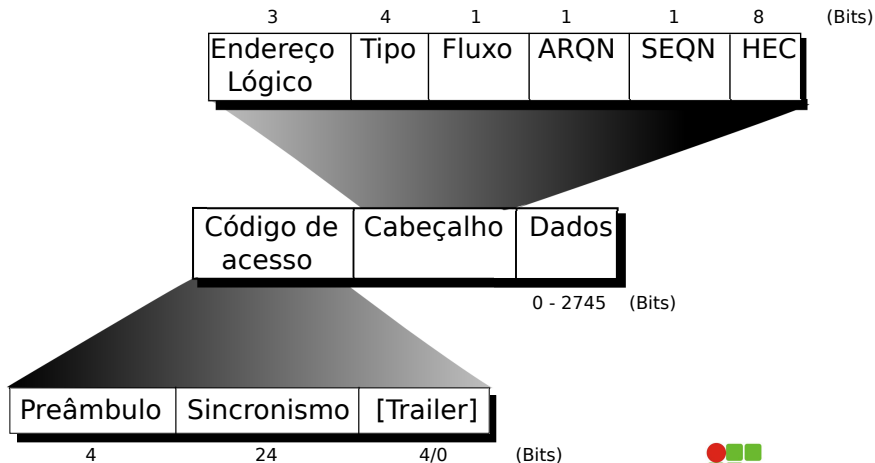 3 4 1 1 1 8 (Bits)
Endereço Lógico
Tipo
Fluxo
ARQN
SEQN
HEC
Código de acesso
Cabeçalho
Dados
0 - 2745 (Bits)
Preâmbulo
Sincronismo
[Trailer]
4 24 4/0 (Bits)